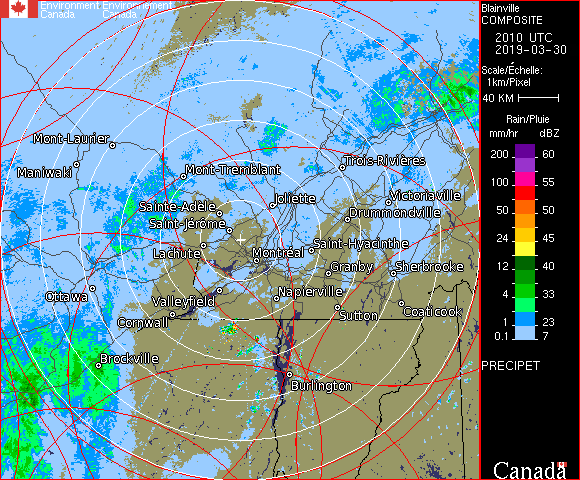 Environment Environnement
Canada Canada
Blainville
COMPOSITE
2010 UTC
2019-03-30
Scale/Échelle:
1km/Pixel
40 KM
Rain/Pluie
mm/hr dBZ
200 60
100 55
50 50
24 45
12 40
4 33
1 23
0.1 7
PRECIPET
Canada
Mont-Laurier
Maniwaki
Mont-Tremblant
Trois-Rivières
Victoriaville
Joliette
Sainte-Adèle
Drummondville
Saint-Jérôme
Saint-Hyacinthe
Lachute
Montréal
Granby
Sherbrooke
Ottawa
Valleyfield
Napierville
Cornwall
Sutton
Coaticook
Brockville
Burlington